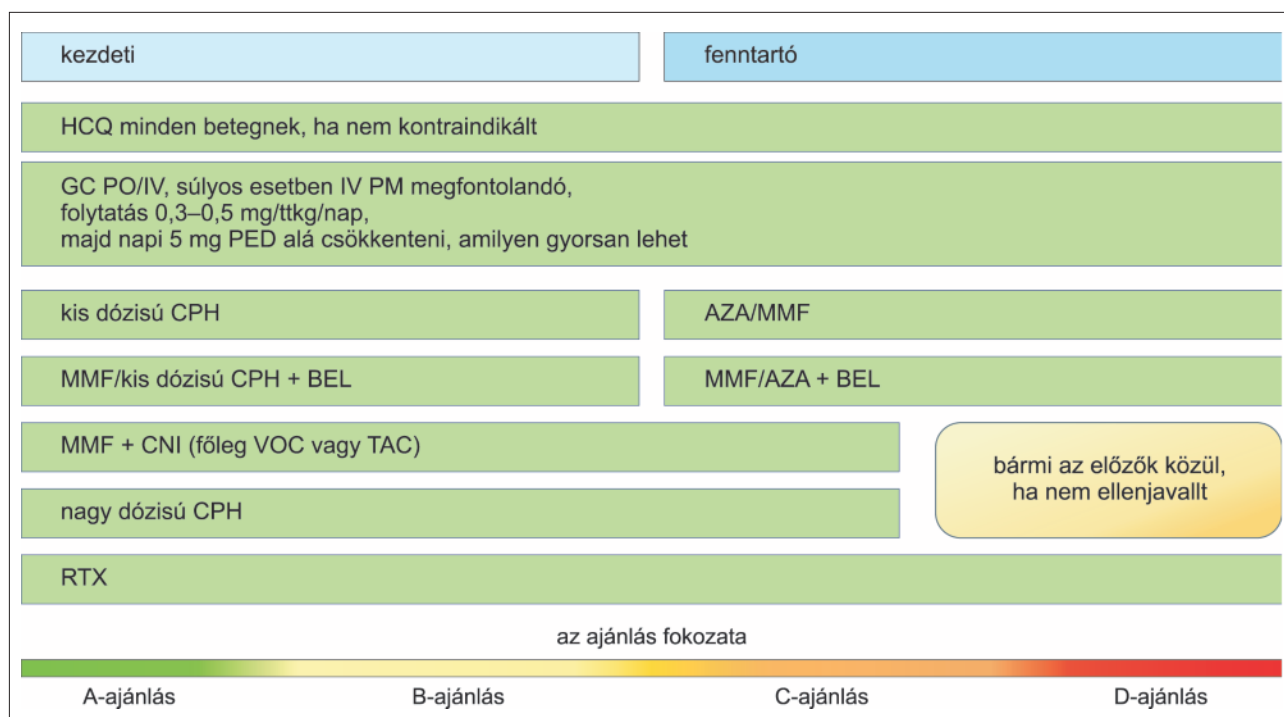 kezdeti
fenntartó
HCQ minden betegnek, ha nem kontraindikált
GC PO/IV, súlyos esetben IV PM megfontolandó,
folytatás 0,3–0,5 mg/ttkg/nap,
majd napi 5 mg PED alá csökkenteni, amilyen gyorsan lehet
kis dózisú CPH
AZA/MMF
MMF/kis dózisú CPH + BEL
MMF/AZA + BEL
MMF + CNI (főleg VOC vagy TAC)
bármi az előzők közül,
ha nem ellenjavallt
nagy dózisú CPH
RTX
az ajánlás fokozata
A-ajánlás
B-ajánlás
C-ajánlás
D-ajánlás